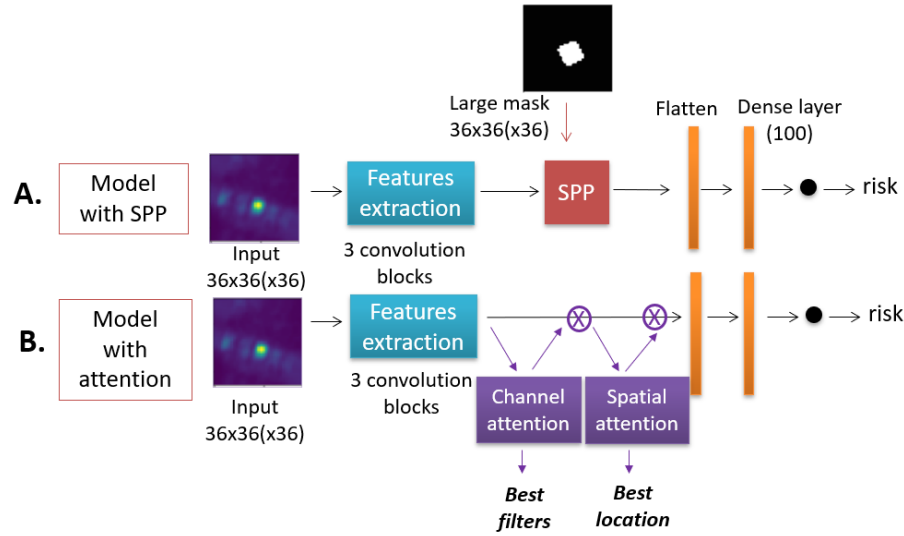 Large mask
36x36(x36)
Flatten
Dense layer
(100)
A.
Model
with SPP
Features
extraction
SPP
risk
Input
36x36(x36)
3 convolution
blocks
B.
Model
with
attention
Features
extraction
X
X
risk
Input
36x36(x36)
3 convolution
blocks
Channel
attention
Spatial
attention
Best
filters
Best
location